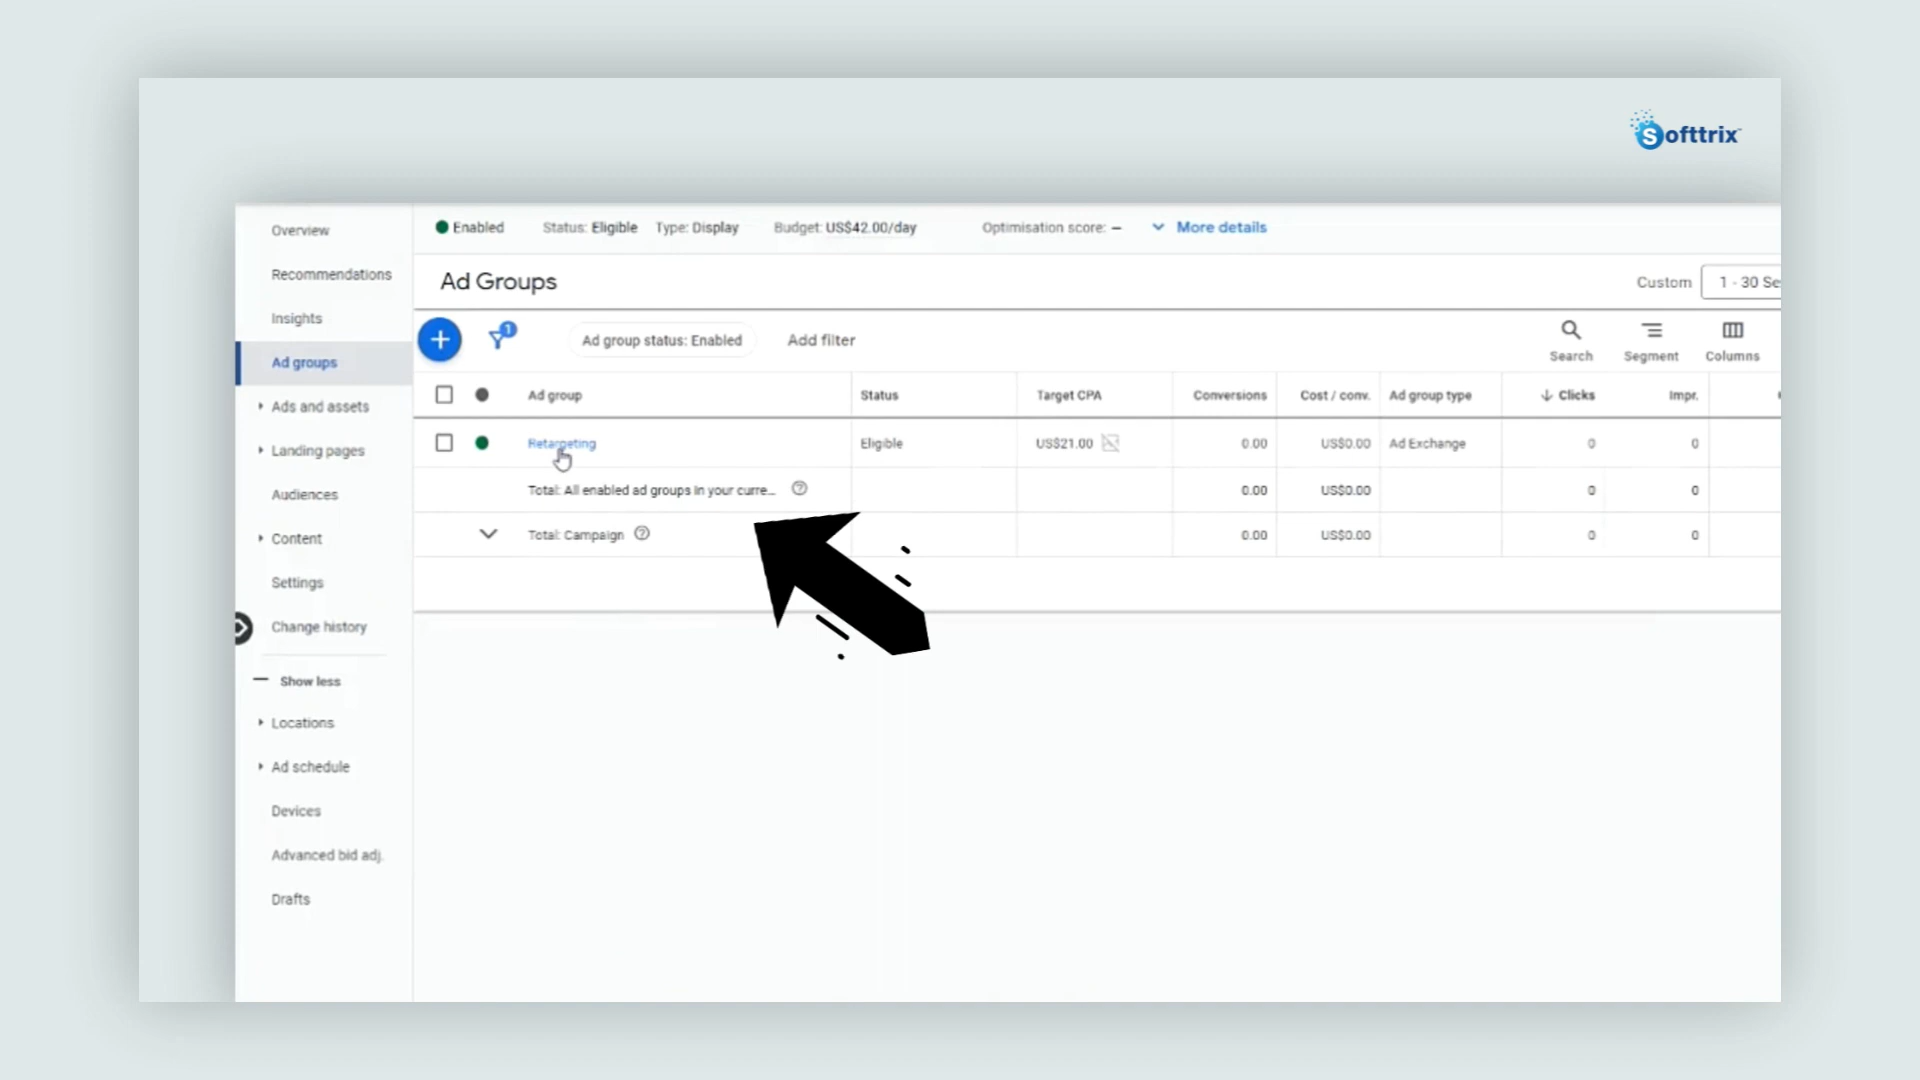 Softtrix
Overview
Recommendations
Insights
Ad groups
Ads and assets
Landing pages
Audiences
Content
Settings
Change history
Show less
Locations
Ad schedule
Devices
Advanced bid adj.
Drafts
Enabled Status: Eligible Type: Display Budget: US$42.00/day Optimisation score: – More details
Ad Groups Custom 1 - 30 Se
1 Ad group status: Enabled Add filter Search Segment Columns
Ad group Status Target CPA Conversions Cost / conv. Ad group type Clicks Impr.
Retargeting Eligible US$21.00 0.00 US$0.00 Ad Exchange 0 0
Total: All enabled ad groups in your curre... 0.00 US$0.00 0 0
Total: Campaign 0.00 US$0.00 0 0